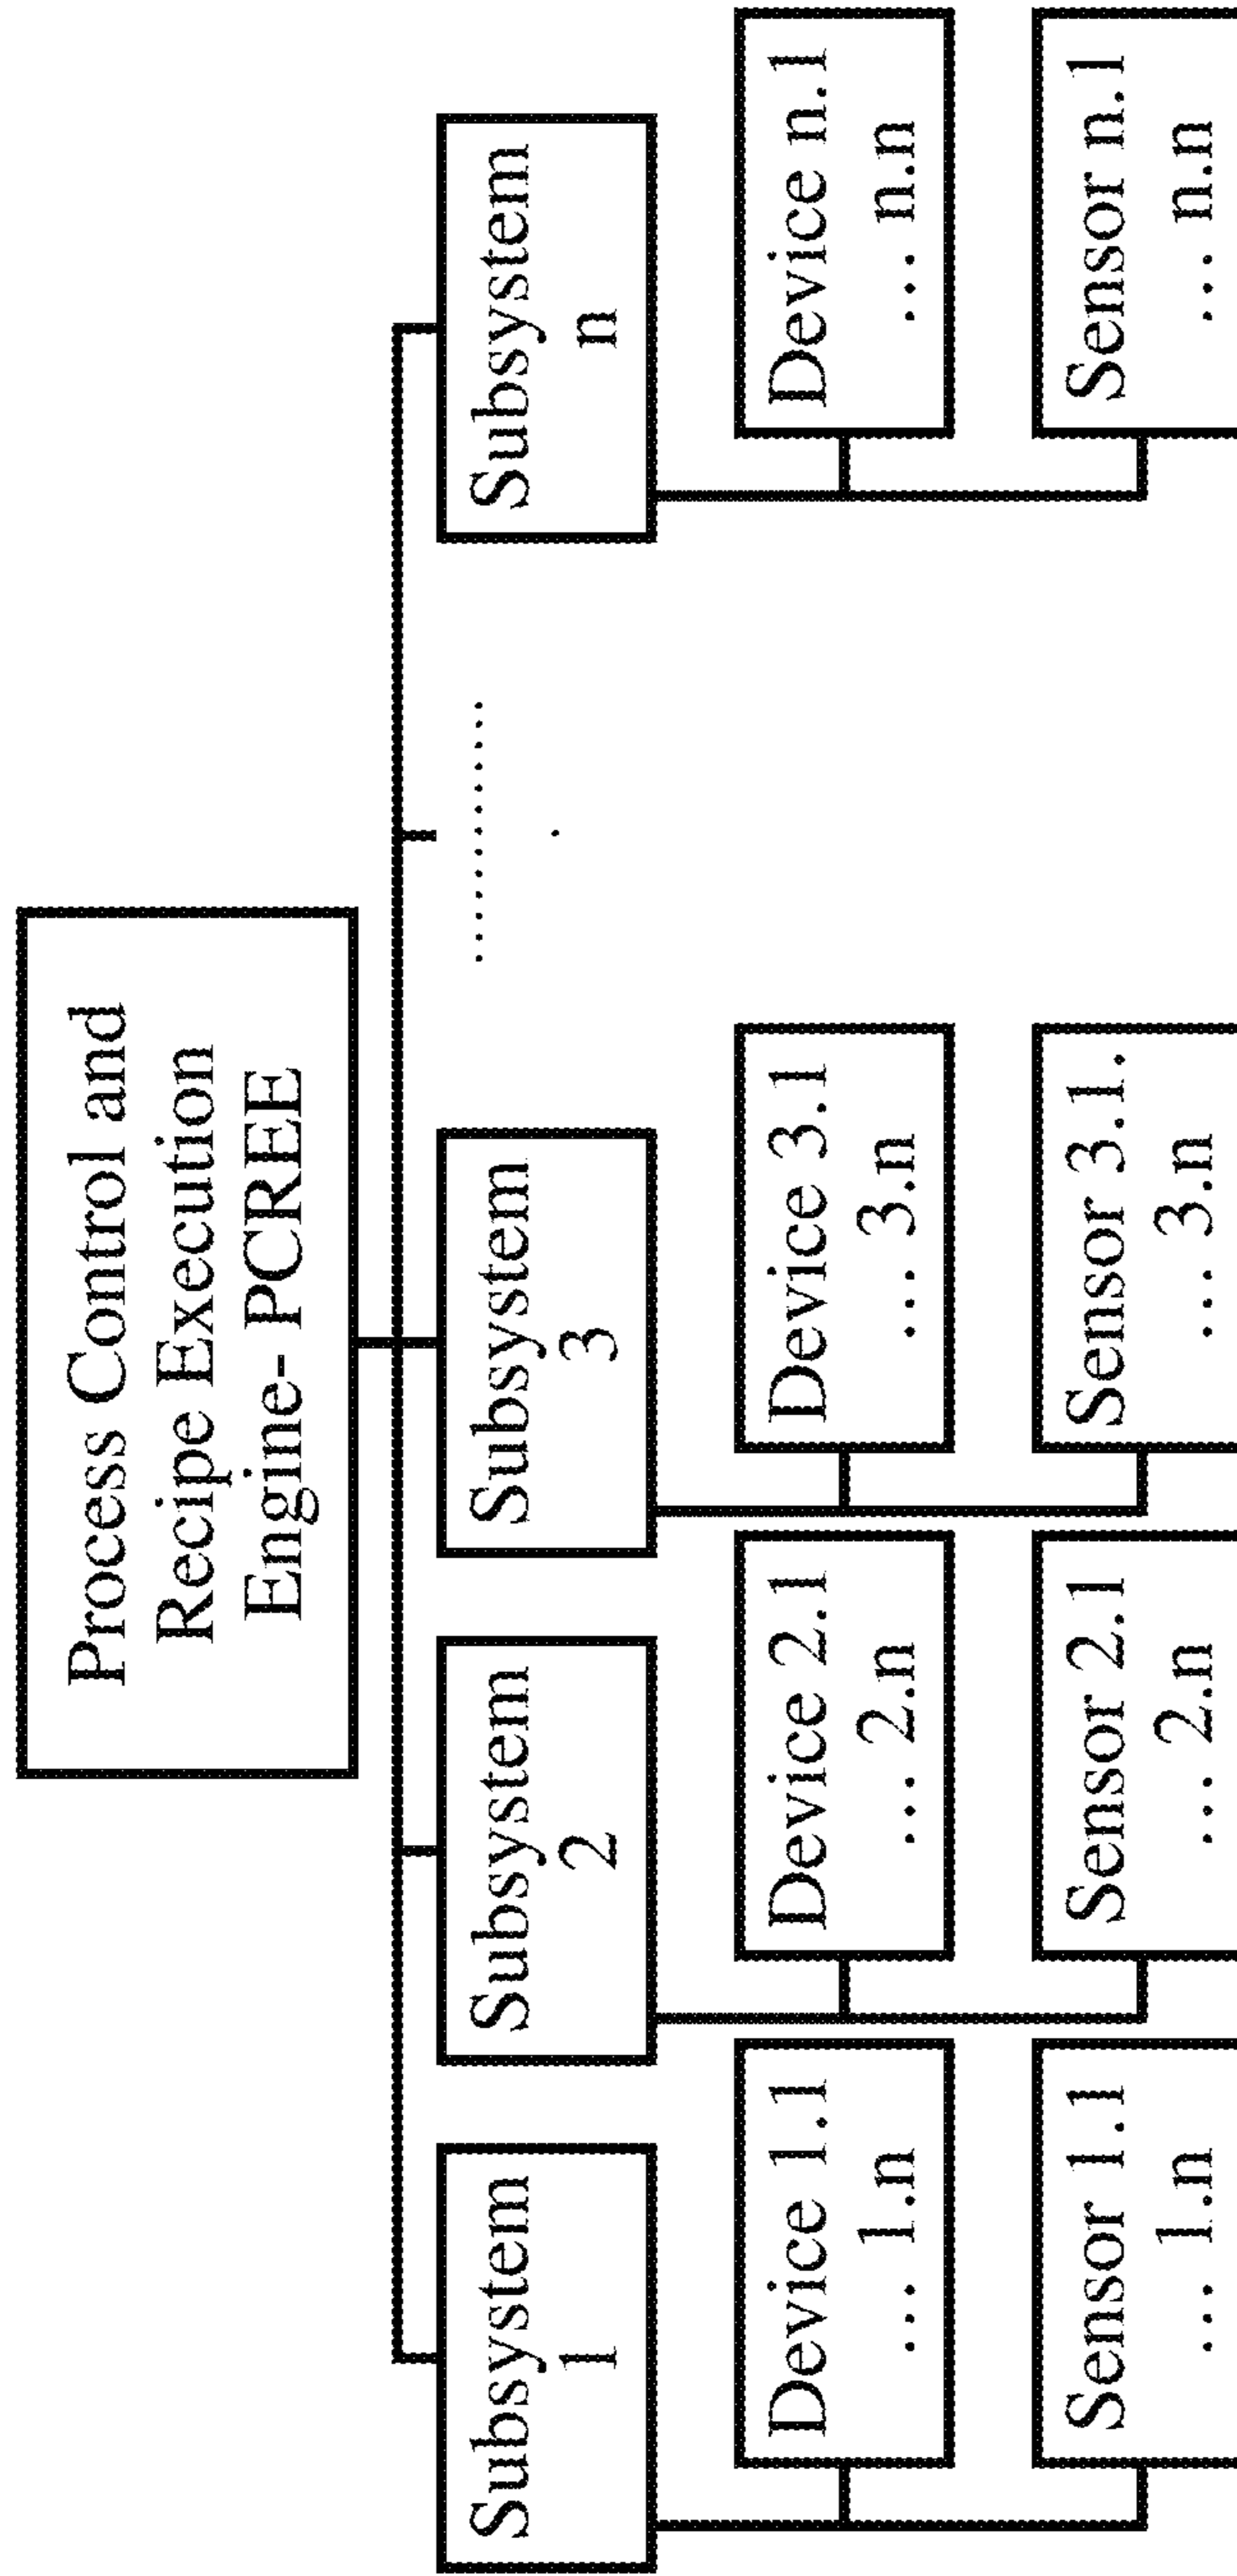 Process Control and
Recipe Execution
Engine- PCREE
Subsystem
1
Subsystem
2
Subsystem
3
..............
.
Subsystem
n
Device 1.1
... 1.n
Device 2.1
... 2.n
Device 3.1
... 3.n
Device n.1
... n.n
Sensor 1.1
... 1.n
Sensor 2.1
... 2.n
Sensor 3.1.
... 3.n
Sensor n.1
... n.n